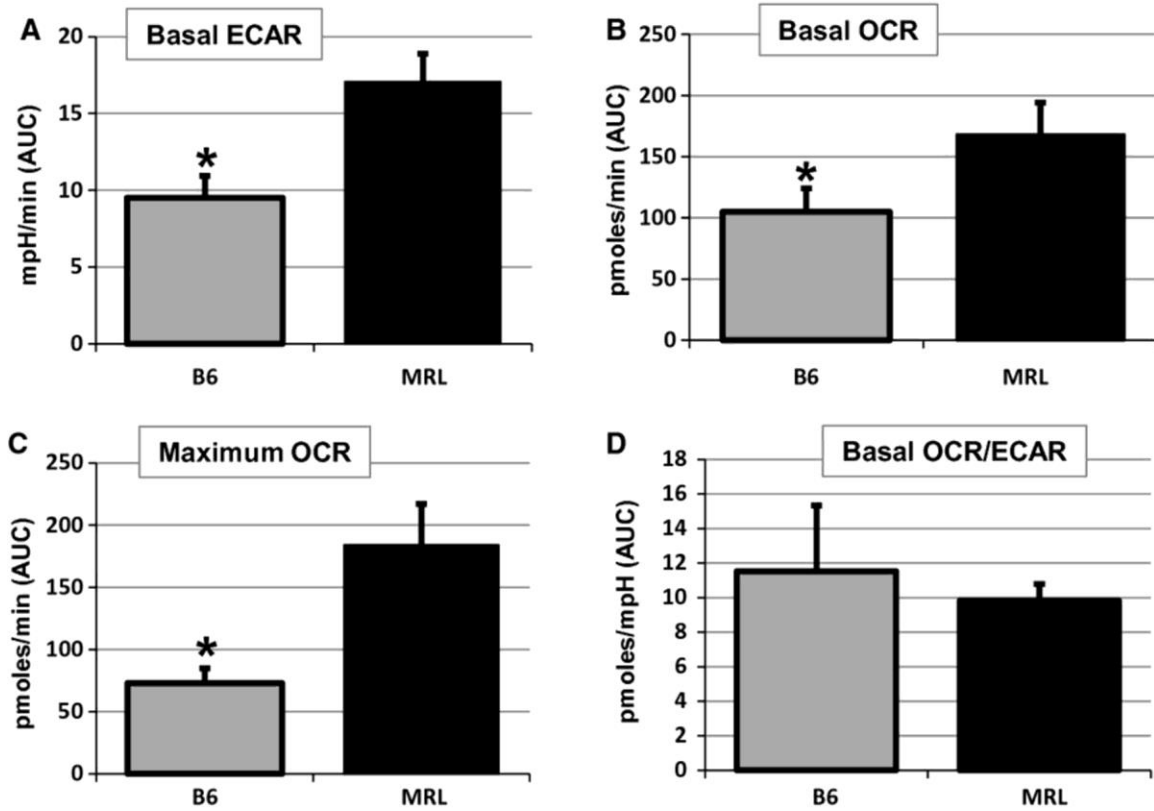 A
Basal ECAR
mpH/min (AUC)
20
15
10
5
0
*
B6
MRL
B
Basal OCR
pmoles/min (AUC)
250
200
150
100
50
0
*
B6
MRL
C
Maximum OCR
pmoles/min (AUC)
250
200
150
100
50
0
*
B6
MRL
D
Basal OCR/ECAR
pmoles/mpH (AUC)
18
16
14
12
10
8
6
4
2
0
B6
MRL